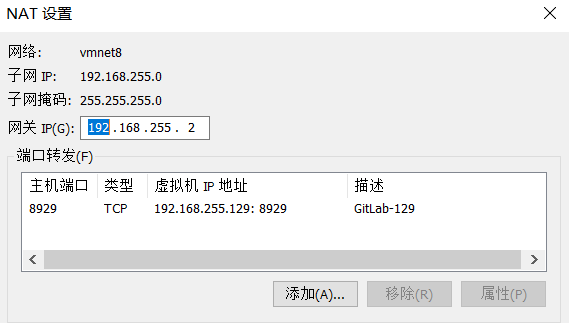 NAT 设置
网络: vmnet8
子网 IP: 192.168.255.0
子网掩码: 255.255.255.0
网关 IP(G): 192 . 168 . 255 . 2
端口转发(F)
主机端口 类型 虚拟机 IP 地址 描述
8929 TCP 192.168.255.129: 8929 GitLab-129
添加(A)... 移除(R) 属性(P)